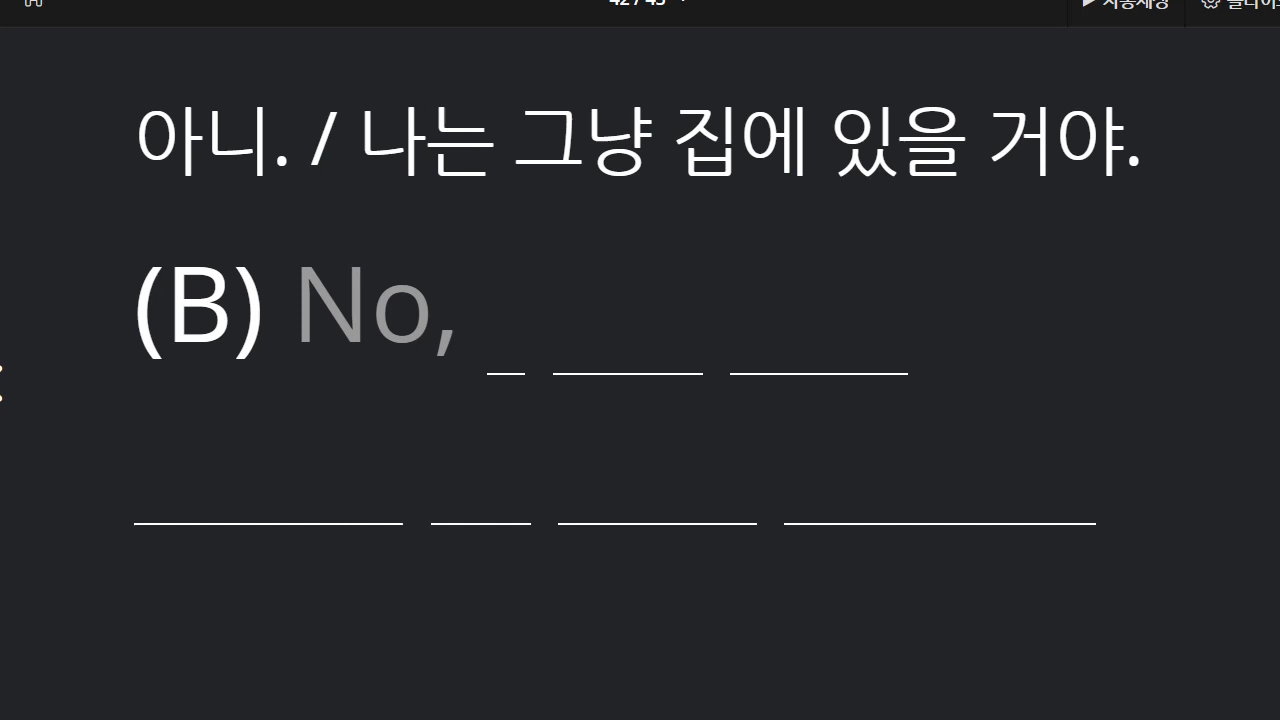 아니. / 나는 그냥 집에 있을 거야.
(B) No,